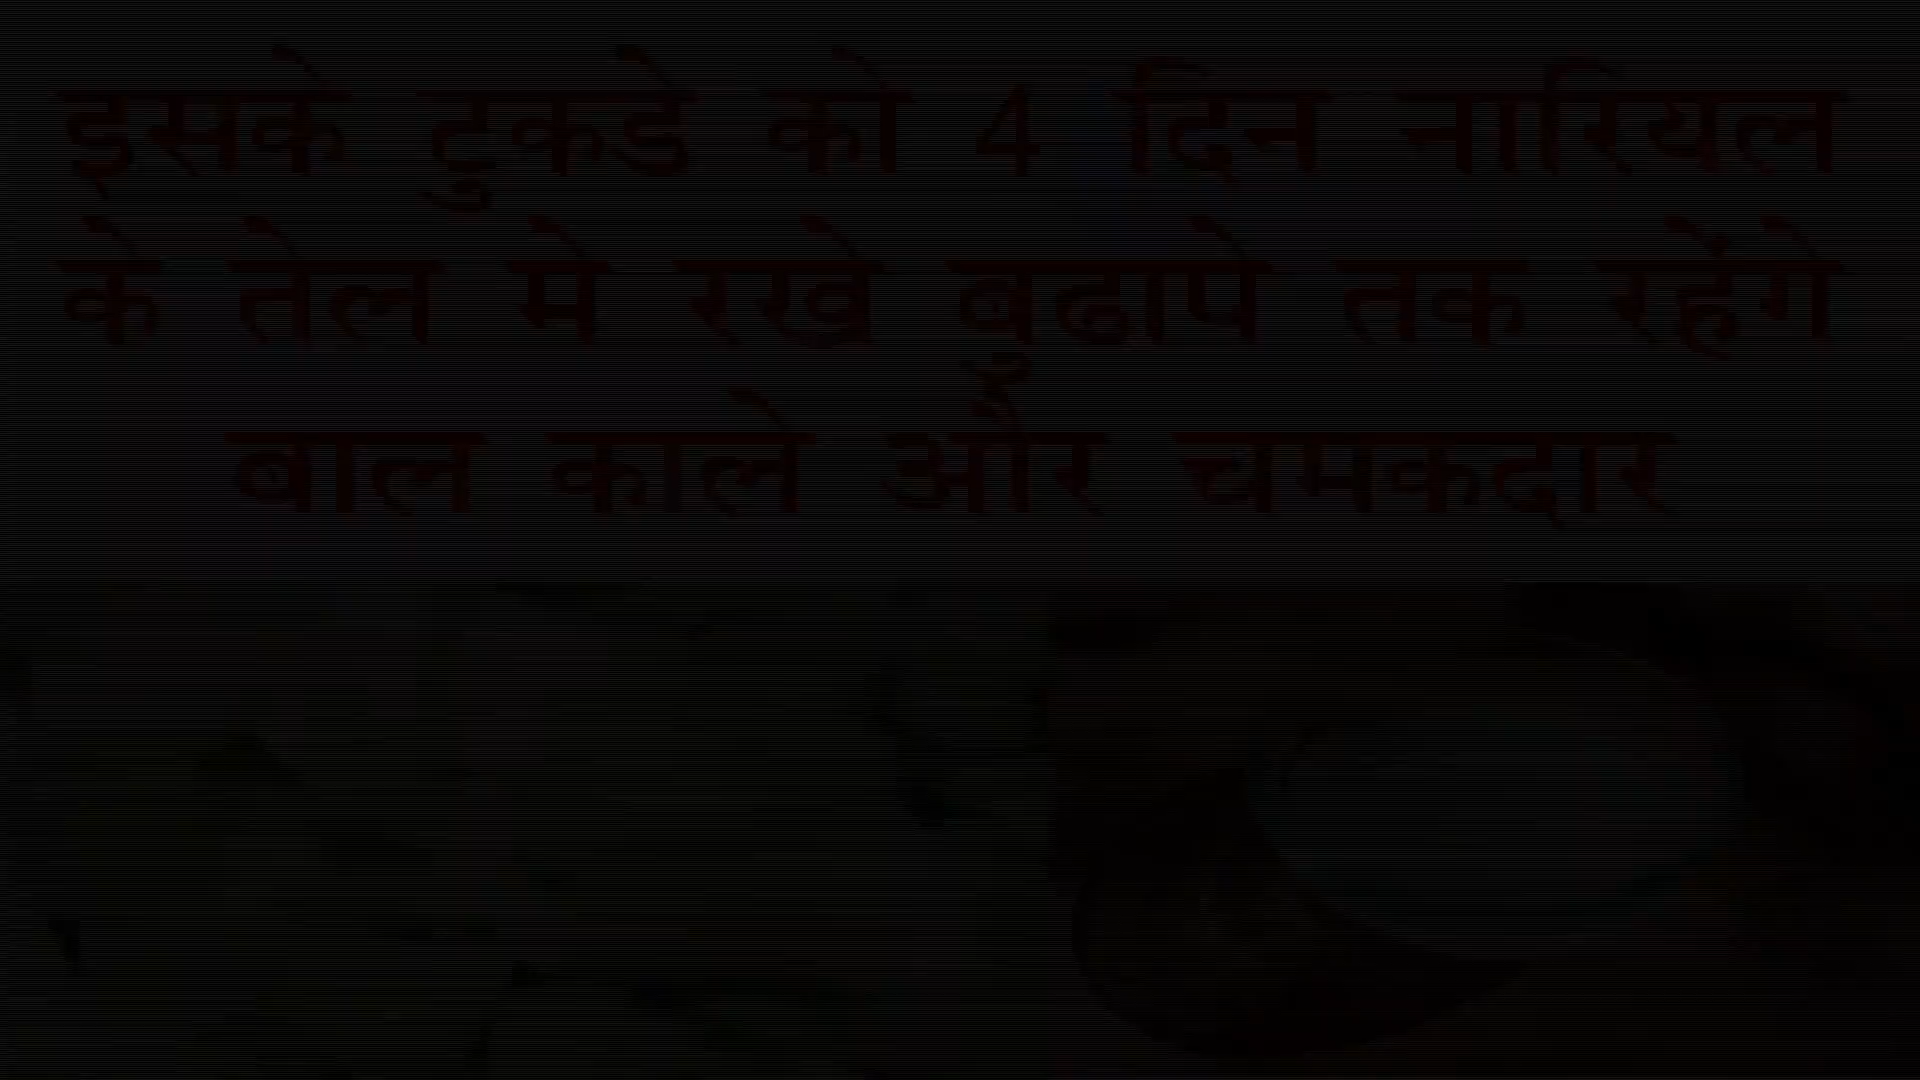 इसके टुकडे को 4 दिन नारियल
के तेल मे रखे बुढापे तक रहेंगे
बाल काले और चमकदार